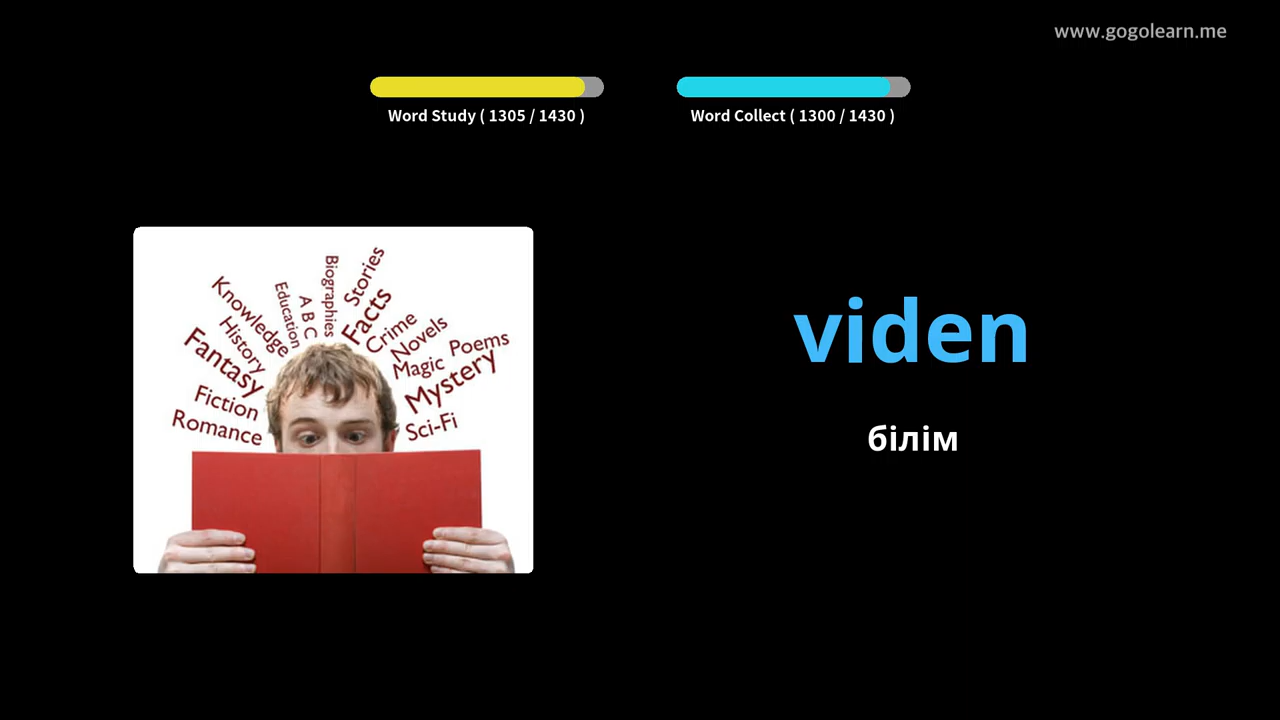 www.gogolearn.me
Word Study ( 1305 / 1430 )
Word Collect ( 1300 / 1430 )
Romance
Fiction
Fantasy
History
Knowledge
Education
A B C
Biographies
Stories
Facts
Crime
Novels
Magic
Poems
Mystery
Sci-Fi
viden
білім